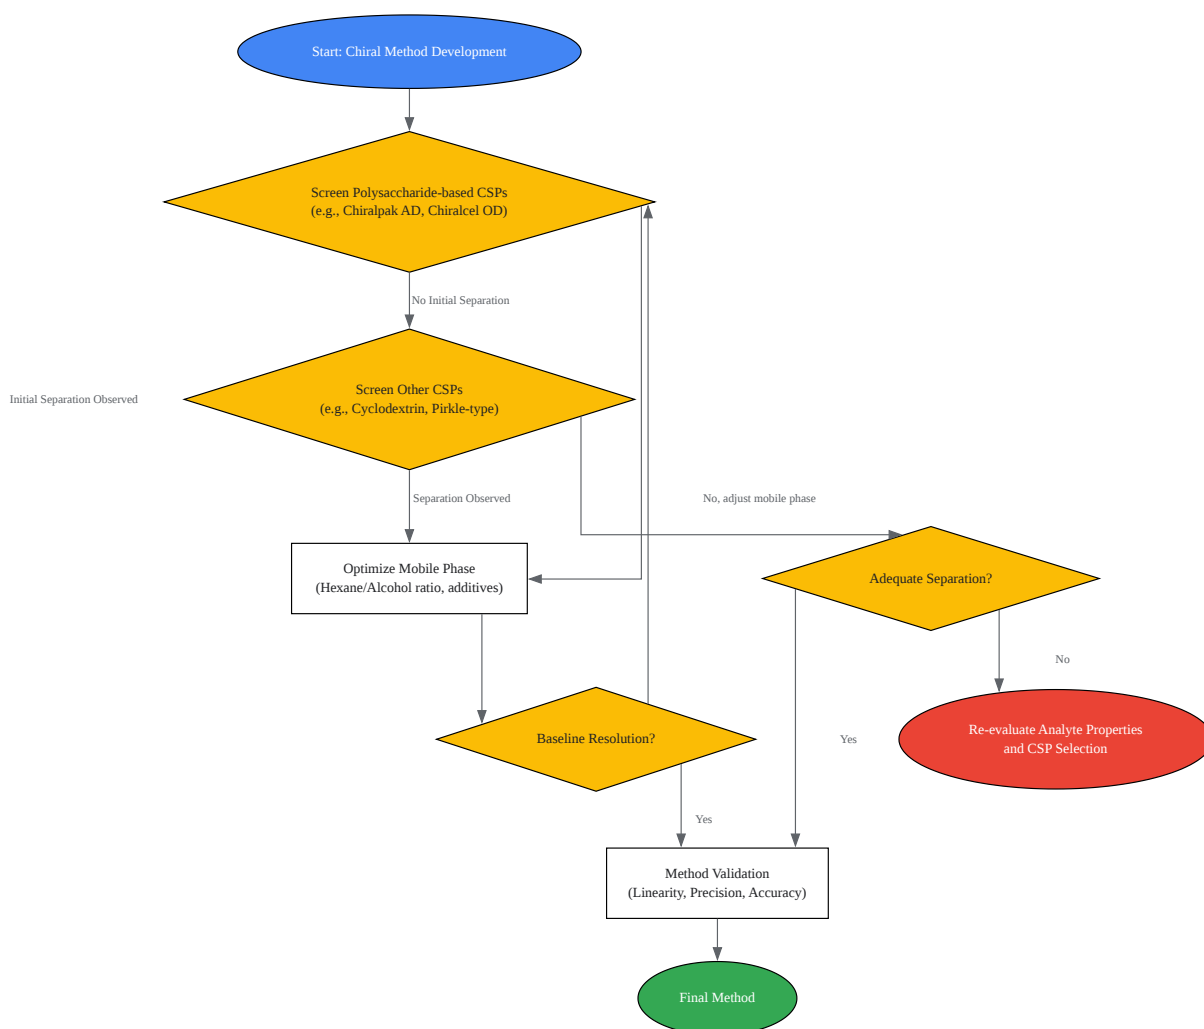 Start: Chiral Method Development
Screen Polysaccharide-based CSPs
(e.g., Chiralpak AD, Chiralcel OD)
No Initial Separation
Screen Other CSPs
(e.g., Cyclodextrin, Pirkle-type)
Initial Separation Observed
Separation Observed
No, adjust mobile phase
Optimize Mobile Phase
(Hexane/Alcohol ratio, additives)
Adequate Separation?
No
Baseline Resolution?
Yes
Re-evaluate Analyte Properties
and CSP Selection
Yes
Method Validation
(Linearity, Precision, Accuracy)
Final Method